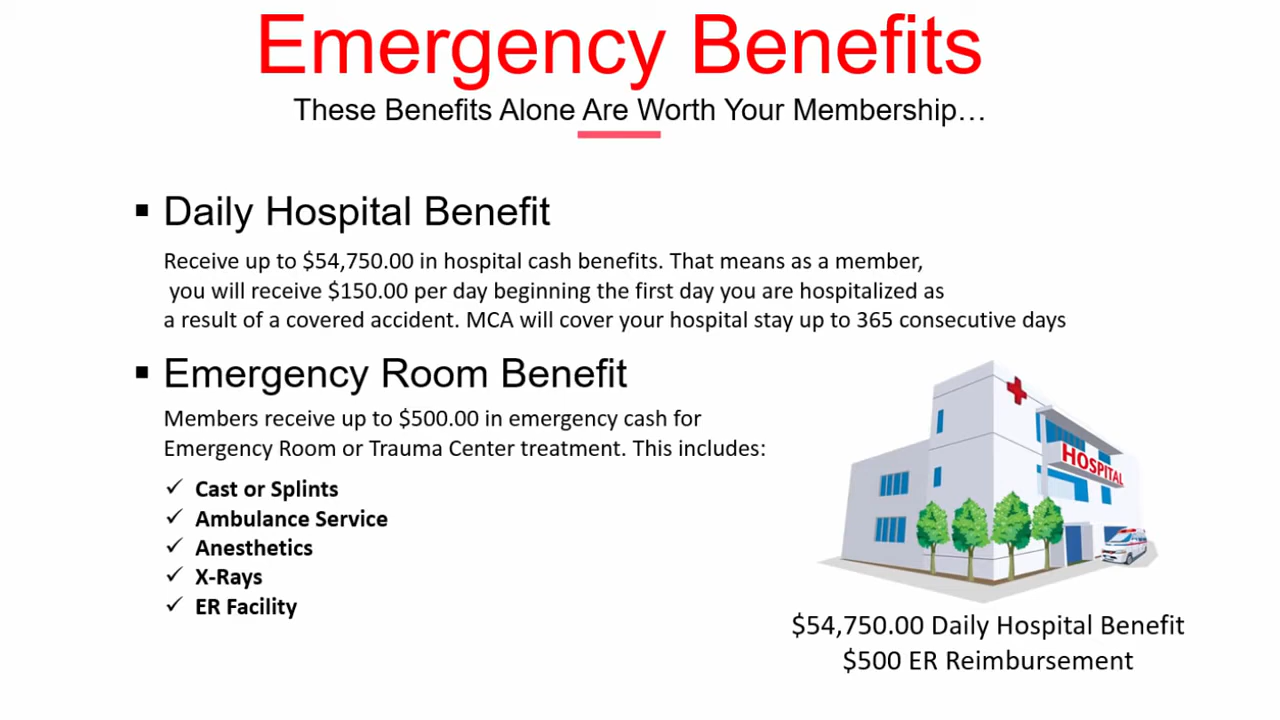 Emergency Benefits
These Benefits Alone Are Worth Your Membership…
▪ Daily Hospital Benefit
Receive up to $54,750.00 in hospital cash benefits. That means as a member,
you will receive $150.00 per day beginning the first day you are hospitalized as
a result of a covered accident. MCA will cover your hospital stay up to 365 consecutive days
▪ Emergency Room Benefit
Members receive up to $500.00 in emergency cash for
Emergency Room or Trauma Center treatment. This includes:
✓ Cast or Splints
✓ Ambulance Service
✓ Anesthetics
✓ X-Rays
✓ ER Facility
HOSPITAL
$54,750.00 Daily Hospital Benefit
$500 ER Reimbursement